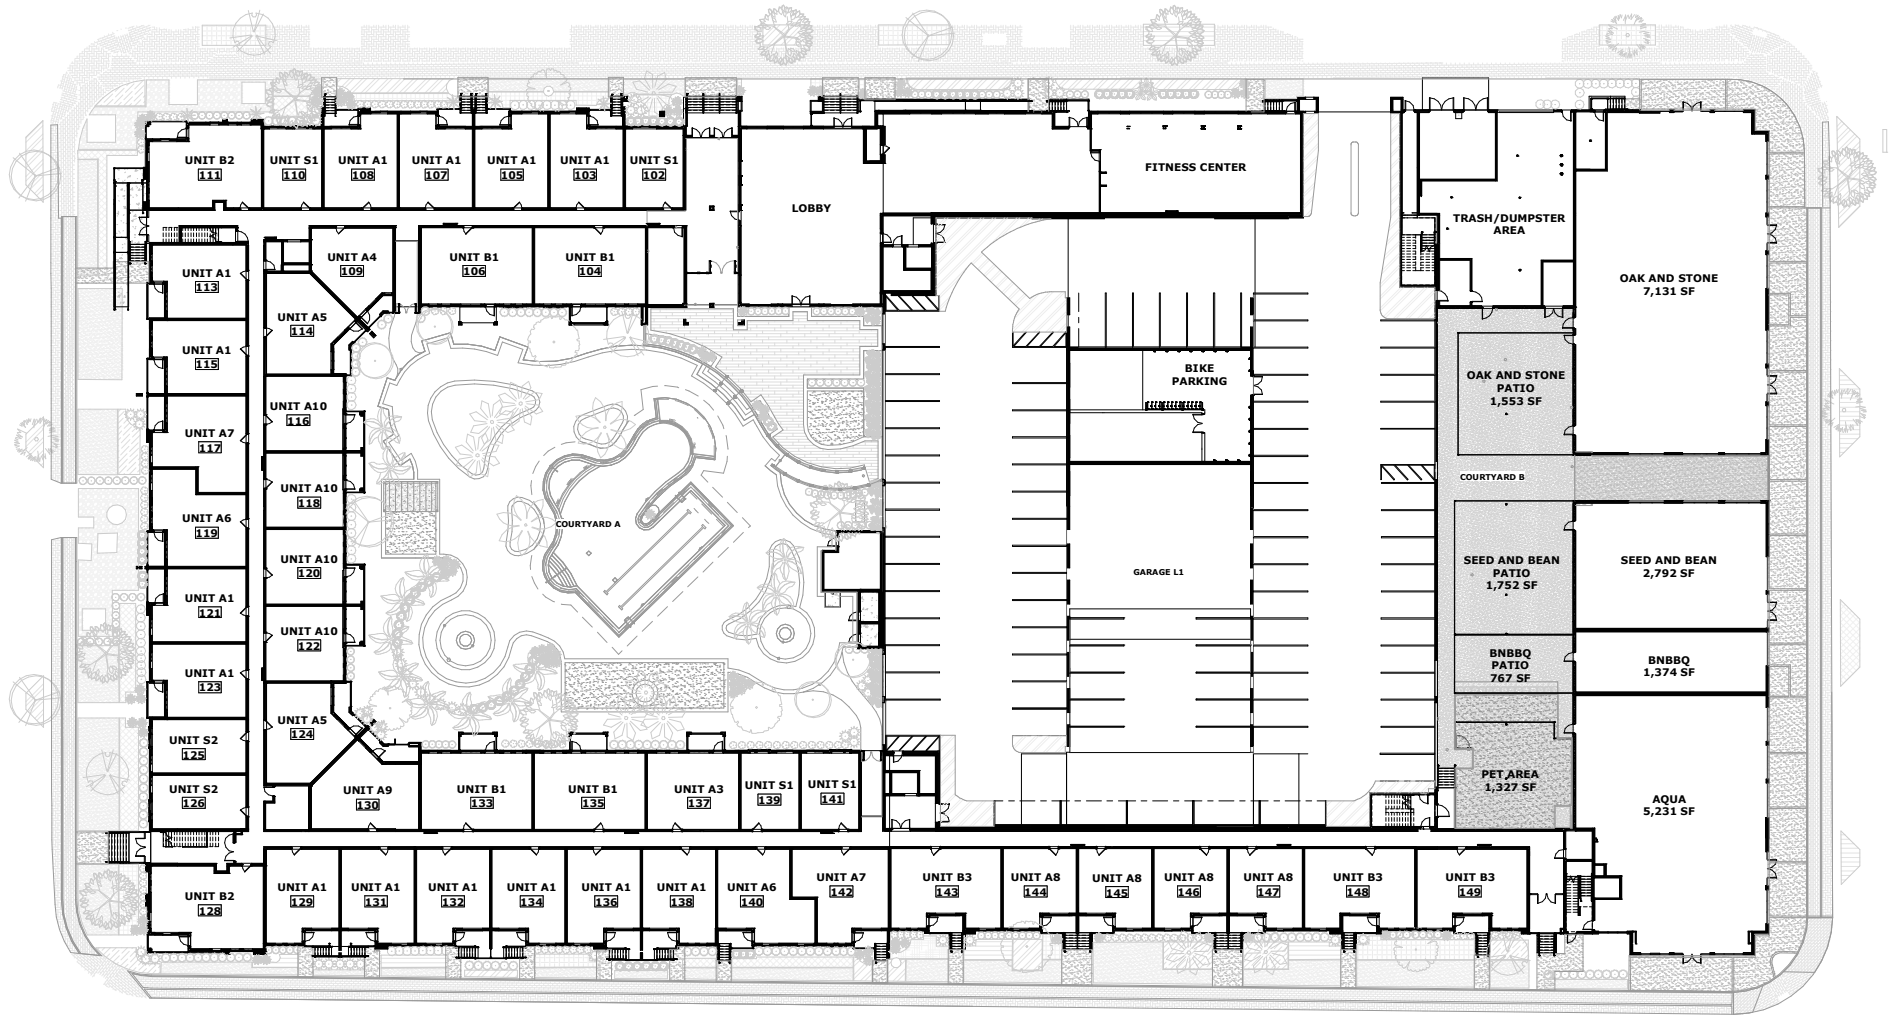 UNIT B2
111
UNIT S1
110
UNIT A1
108
UNIT A1
107
UNIT A1
105
UNIT A1
103
UNIT S1
102
LOBBY
FITNESS CENTER
TRASH/DUMPSTER
AREA
OAK AND STONE
7,131 SF
UNIT A1
113
UNIT A4
109
UNIT B1
106
UNIT B1
104
UNIT A5
114
UNIT A1
115
BIKE
PARKING
OAK AND STONE
PATIO
1,553 SF
UNIT A10
116
UNIT A7
117
COURTYARD B
UNIT A10
118
UNIT A6
119
COURTYARD A
UNIT A10
120
GARAGE L1
SEED AND BEAN
PATIO
1,752 SF
SEED AND BEAN
2,792 SF
UNIT A1
121
UNIT A10
122
BNBBQ
PATIO
767 SF
BNBBQ
1,374 SF
UNIT A1
123
UNIT A5
124
UNIT S2
125
UNIT S2
126
UNIT A9
130
UNIT B1
133
UNIT B1
135
UNIT A3
137
UNIT S1
139
UNIT S1
141
PET AREA
1,327 SF
AQUA
5,231 SF
UNIT B2
128
UNIT A1
129
UNIT A1
131
UNIT A1
132
UNIT A1
134
UNIT A1
136
UNIT A1
138
UNIT A6
140
UNIT A7
142
UNIT B3
143
UNIT A8
144
UNIT A8
145
UNIT A8
146
UNIT A8
147
UNIT B3
148
UNIT B3
149